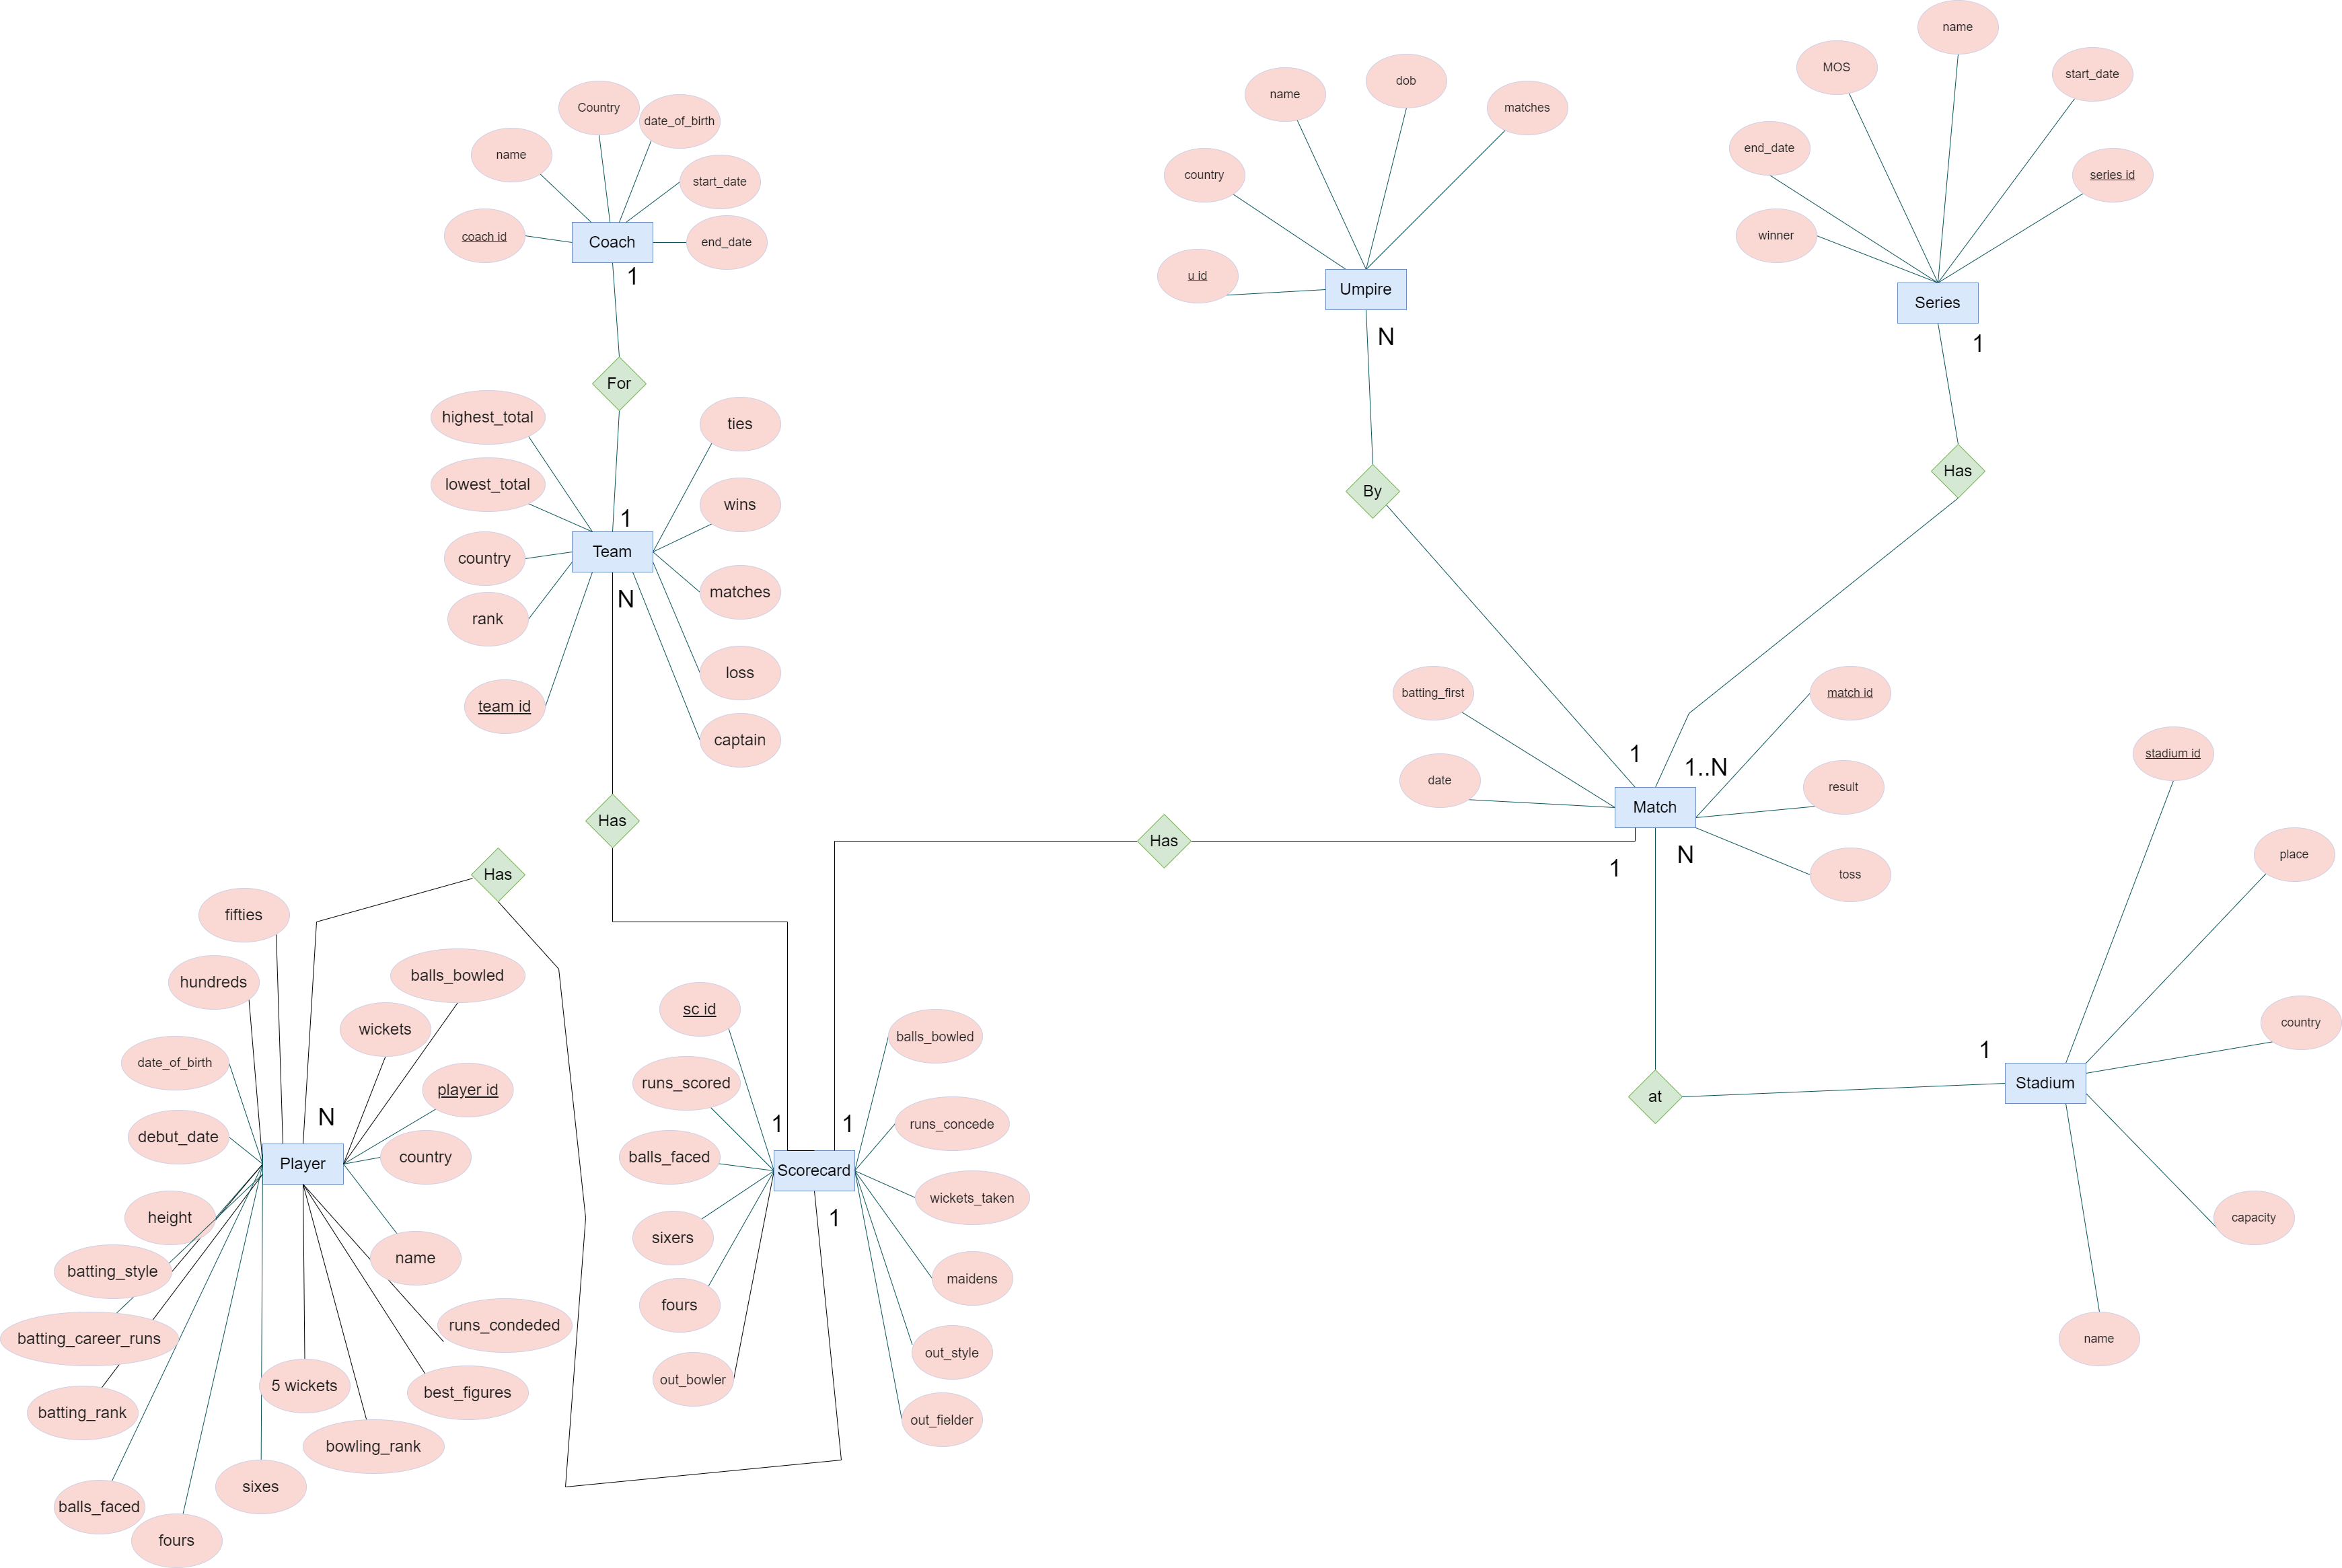 name
MOS
start_date
end_date
series id
winner
Series
1
Has
dob
name
matches
country
u id
Umpire
N
By
Country
date_of_birth
name
start_date
coach id
Coach
end_date
1
For
highest_total
ties
lowest_total
wins
1
Team
country
N
matches
rank
loss
team id
captain
Has
batting_first
match id
1
1..N
date
result
Match
Has
1
N
toss
stadium id
place
country
1
Stadium
at
capacity
name
Has
fifties
balls_bowled
hundreds
wickets
date_of_birth
player id
N
debut_date
country
Player
height
name
batting_style
runs_condeded
batting_career_runs
5 wickets
best_figures
batting_rank
bowling_rank
sixes
balls_faced
fours
sc id
balls_bowled
runs_scored
1
1
runs_concede
balls_faced
Scorecard
wickets_taken
1
sixers
maidens
fours
out_style
out_bowler
out_fielder